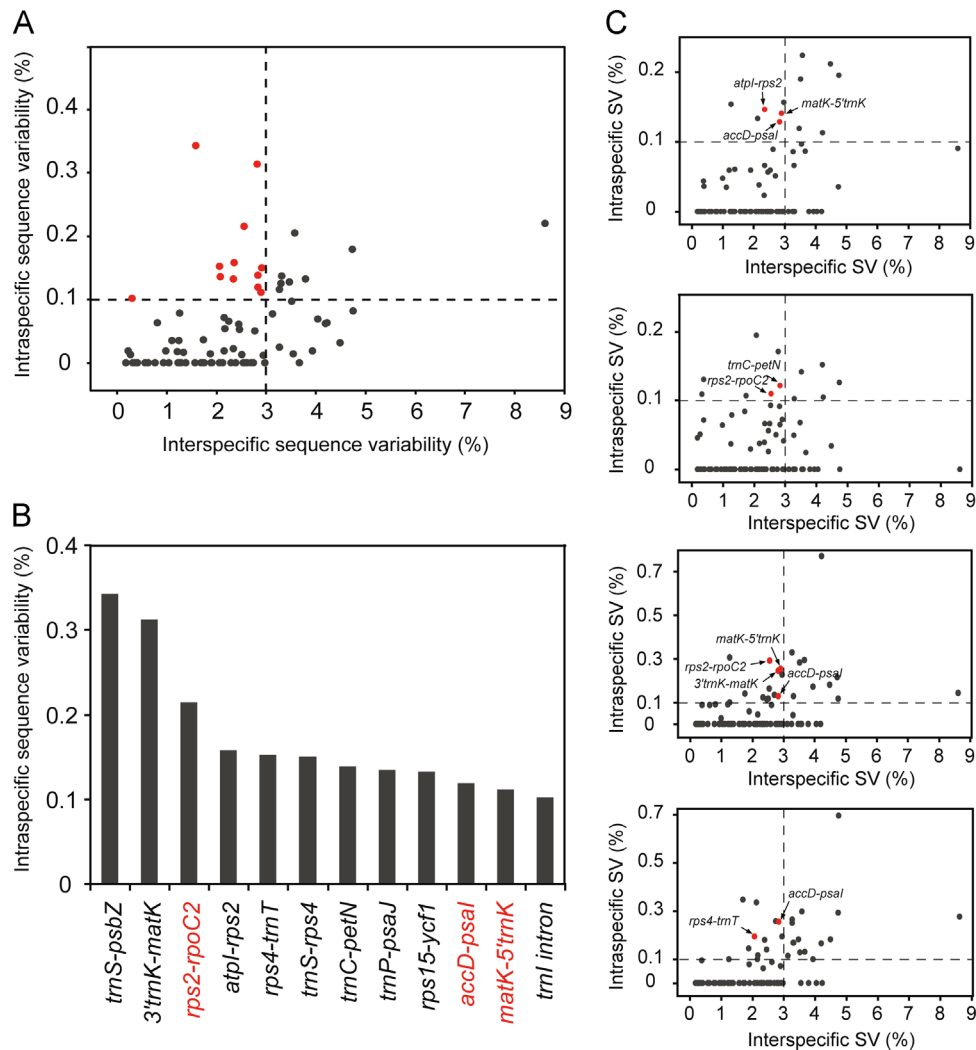 A
Intraspecific sequence variability (%)
0.4
0.3
0.2
0.1
0
0 1 2 3 4 5 6 7 8 9
Interspecific sequence variability (%)
B
Intraspecific sequence variability (%)
0.4
0.3
0.2
0.1
0
trnS-psbZ
3'trnK-matK
rps2-rpoC2
atpI-rps2
rps4-trnT
trnS-rps4
trnC-petN
trnP-psaJ
rps15-ycf1
accD-psaI
matK-5'trnK
trnI intron
C
Intraspecific SV (%)
0.2
0.1
0
atpI-rps2
matK-5'trnK
accD-psaI
0 1 2 3 4 5 6 7 8 9
Interspecific SV (%)
Intraspecific SV (%)
0.2
0.1
0
trnC-petN
rps2-rpoC2
0 1 2 3 4 5 6 7 8 9
Interspecific SV (%)
Intraspecific SV (%)
0.7
0.5
0.3
0.1
0
matK-5'trnK
rps2-rpoC2
3'trnK-matK
accD-psaI
0 1 2 3 4 5 6 7 8 9
Interspecific SV (%)
Intraspecific SV (%)
0.7
0.5
0.3
0.1
0
accD-psaI
rps4-trnT
0 1 2 3 4 5 6 7 8 9
Interspecific SV (%)